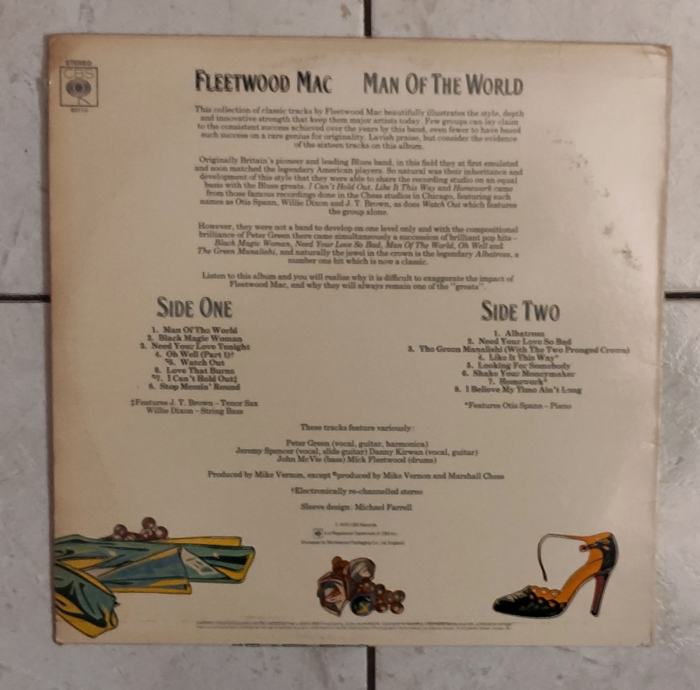 STEREO
CBS
FLEETWOOD MAC MAN OF THE WORLD
This collection of classic tracks by Fleetwood Mac beautifully illustrates the style, depth
and innovative strength that keep them major artists today. Few groups can lay claim
to the consistent success achieved over the years by this band, even fewer to have based
such success on a rare genius for originality. Lavish praise, but consider the evidence
of the sixteen tracks on this album.
Originally Britain's pioneer and leading Blues band, in this field they at first emulated
and soon matched the legendary American players. So natural was their inheritance and
development of this style that they were able to share the recording studio on an equal
basis with the Blues greats. I Can't Hold Out, Like It This Way and Homework came
from those famous recordings done in the Chess studios in Chicago, featuring such
names as Otis Spann, Willie Dixon and J. T. Brown, as does Watch Out which features
the group alone.
However, they were not a band to develop on one level only and with the compositional
brilliance of Peter Green there came simultaneously a succession of brilliant pop hits –
Black Magic Woman, Need Your Love So Bad, Man Of The World, Oh Well and
The Green Manalishi, and naturally the jewel in the crown is the legendary Albatross, a
number one hit which is now a classic.
Listen to this album and you will realise why it is difficult to exaggerate the impact of
Fleetwood Mac, and why they will always remain one of the "greats".
SIDE ONE
1. Man Of The World
2. Black Magic Woman
3. Need Your Love Tonight
4. Oh Well (Part 1)†
*5. Watch Out
6. Love That Burns
*7. I Can't Hold Out‡
8. Stop Messin' Round
‡Features J. T. Brown – Tenor Sax
Willie Dixon – String Bass
SIDE TWO
1. Albatross
2. Need Your Love So Bad
3. The Green Manalishi (With The Two Pronged Crown)
4. Like It This Way*
5. Looking For Somebody
6. Shake Your Moneymaker
7. Homework*
8. I Believe My Time Ain't Long
*Features Otis Spann – Piano
These tracks feature variously:
Peter Green (vocal, guitar, harmonica)
Jeremy Spencer (vocal, slide guitar) Danny Kirwan (vocal, guitar)
John McVie (bass) Mick Fleetwood (drums)
Produced by Mike Vernon, except *produced by Mike Vernon and Marshall Chess
†Electronically re-channelled stereo
Sleeve design: Michael Farrell
CBS Records